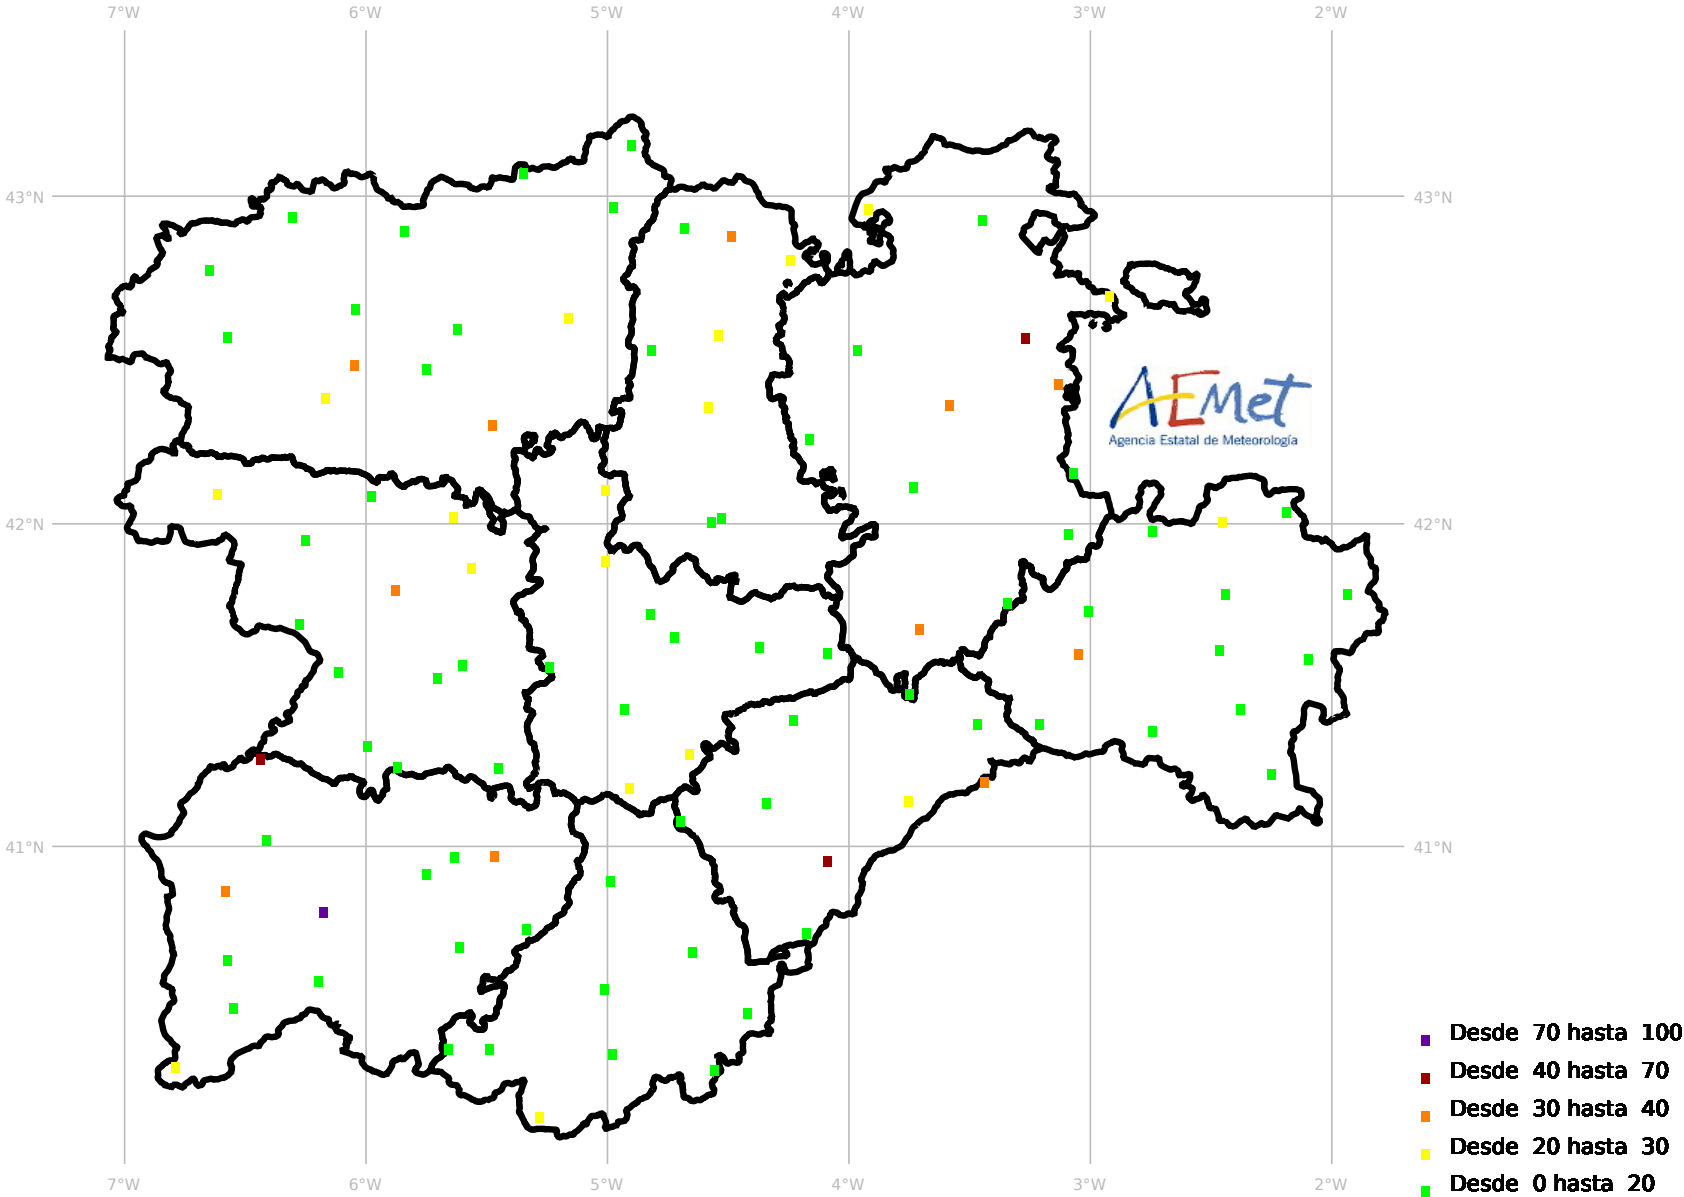 7°W 6°W 5°W 4°W 3°W 2°W
43°N 43°N
AEMet
Agencia Estatal de Meteorología
42°N 42°N
41°N 41°N
Desde 70 hasta 100
Desde 40 hasta 70
Desde 30 hasta 40
Desde 20 hasta 30
Desde 0 hasta 20
7°W 6°W 5°W 4°W 3°W 2°W